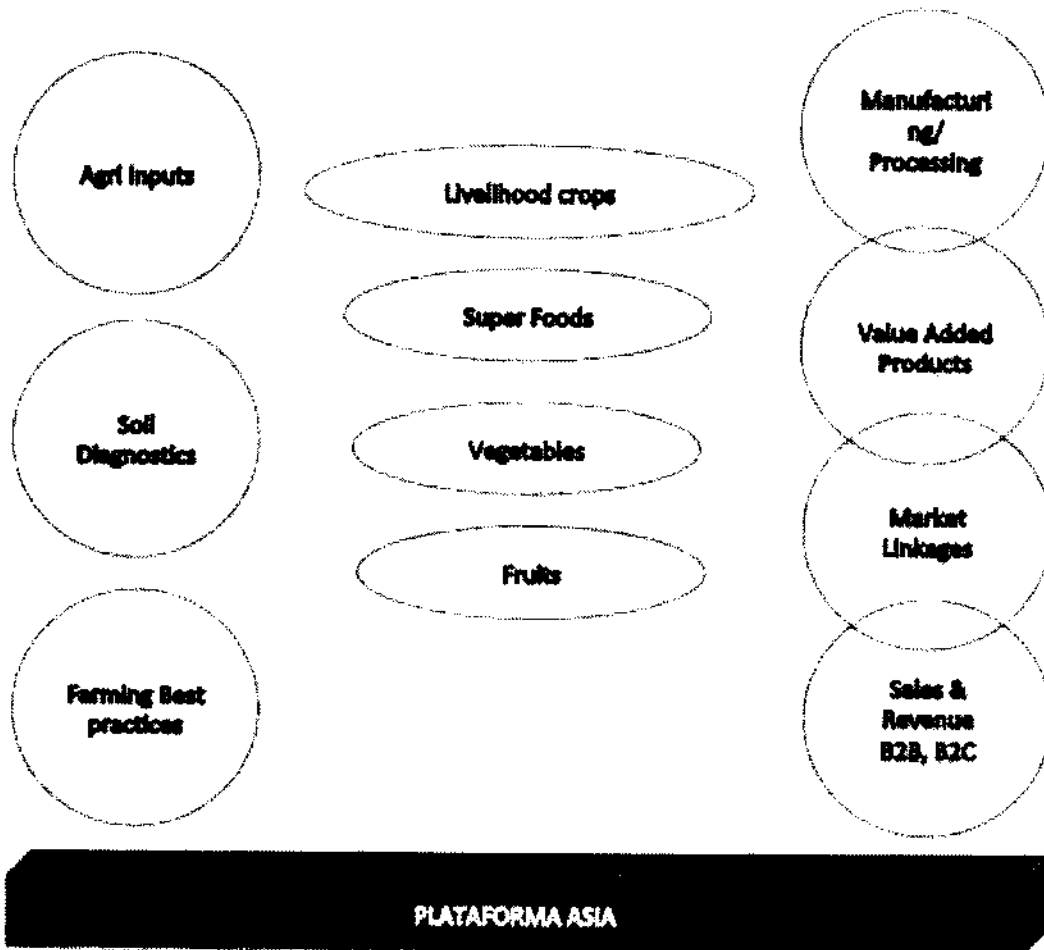 Agri Inputs
Soil
Diagnostics
Farming Best
practices
Livelihood crops
Super Foods
Vegetables
Fruits
Manufacturi
ng/
Processing
Value Added
Products
Market
Linkages
Sales &
Revenue
B2B, B2C
PLATAFORMA ASIA